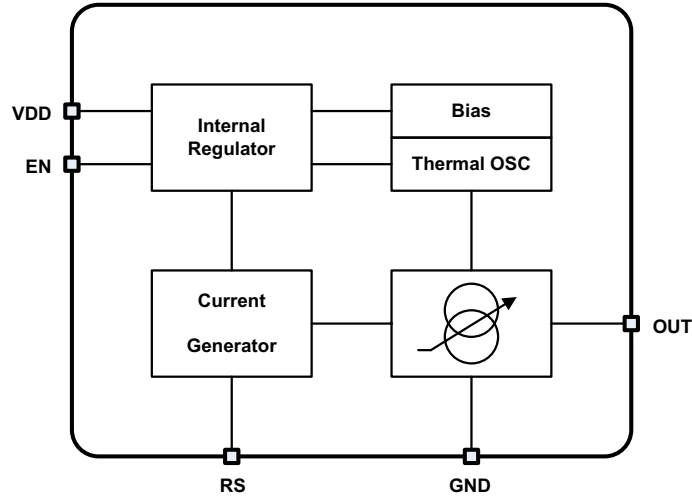 VDD
EN
Internal
Regulator
Bias
Thermal OSC
Current
Generator
OUT
RS
GND